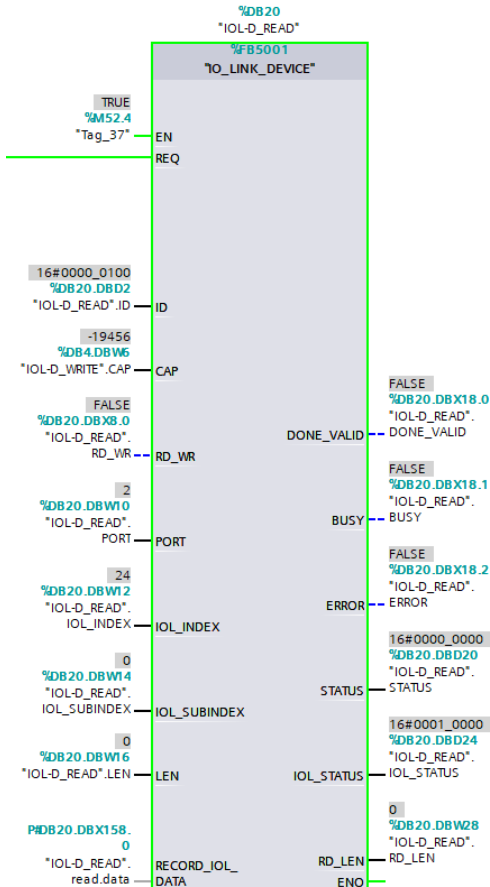 %DB20
"IOL-D_READ"
%FB5001
"IO_LINK_DEVICE"
TRUE
%M52.4
"Tag_37"
EN
REQ
16#0000_0100
%DB20.DBD2
"IOL-D_READ".ID
ID
-19456
%DB4.DBW6
"IOL-D_WRITE".CAP
CAP
FALSE
%DB20.DBX8.0
"IOL-D_READ".
RD_WR
RD_WR
2
%DB20.DBW10
"IOL-D_READ".
PORT
PORT
24
%DB20.DBW12
"IOL-D_READ".
IOL_INDEX
IOL_INDEX
0
%DB20.DBW14
"IOL-D_READ".
IOL_SUBINDEX
IOL_SUBINDEX
0
%DB20.DBW16
"IOL-D_READ".LEN
LEN
P#DB20.DBX158.
0
"IOL-D_READ".
read.data
RECORD_IOL_
DATA
FALSE
%DB20.DBX18.0
"IOL-D_READ".
DONE_VALID
DONE_VALID
FALSE
%DB20.DBX18.1
"IOL-D_READ".
BUSY
BUSY
FALSE
%DB20.DBX18.2
"IOL-D_READ".
ERROR
ERROR
16#0000_0000
%DB20.DBD20
"IOL-D_READ".
STATUS
STATUS
16#0001_0000
%DB20.DBD24
"IOL-D_READ".
IOL_STATUS
IOL_STATUS
0
%DB20.DBW28
"IOL-D_READ".
RD_LEN
RD_LEN
ENO